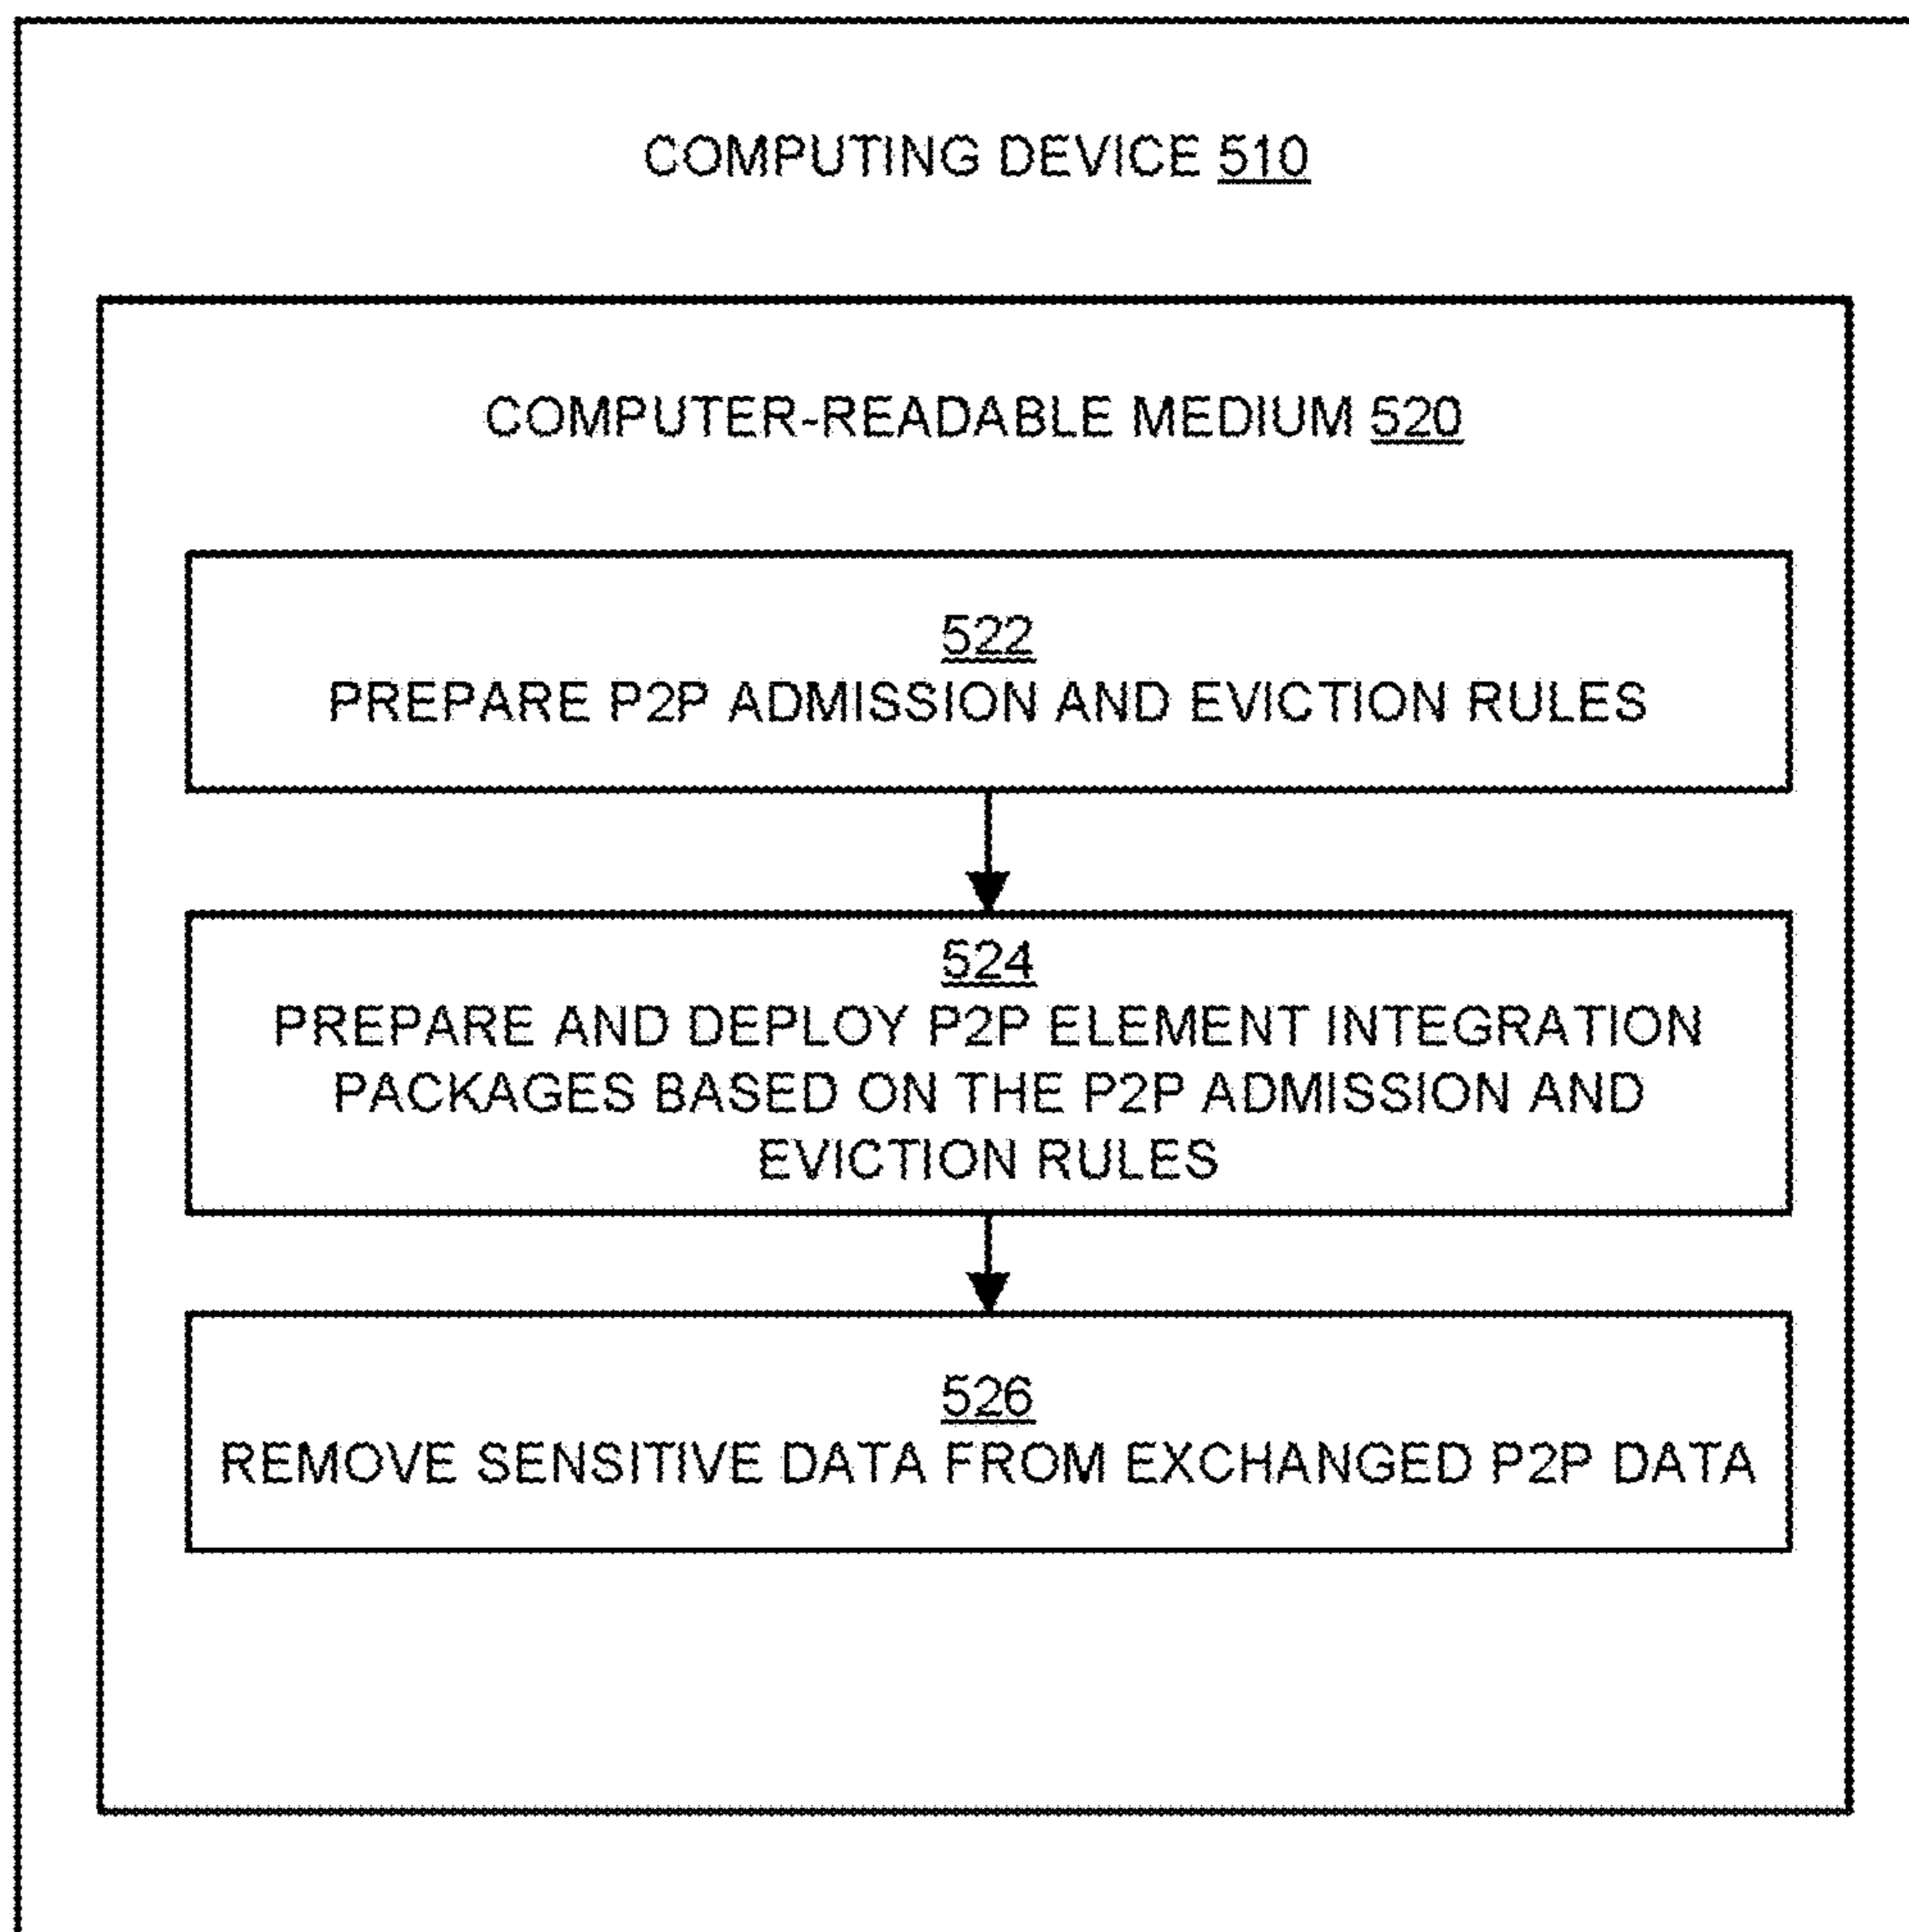 COMPUTING DEVICE 510
COMPUTER-READABLE MEDIUM 520
522
PREPARE P2P ADMISSION AND EVICTION RULES
524
PREPARE AND DEPLOY P2P ELEMENT INTEGRATION
PACKAGES BASED ON THE P2P ADMISSION AND
EVICTION RULES
526
REMOVE SENSITIVE DATA FROM EXCHANGED P2P DATA